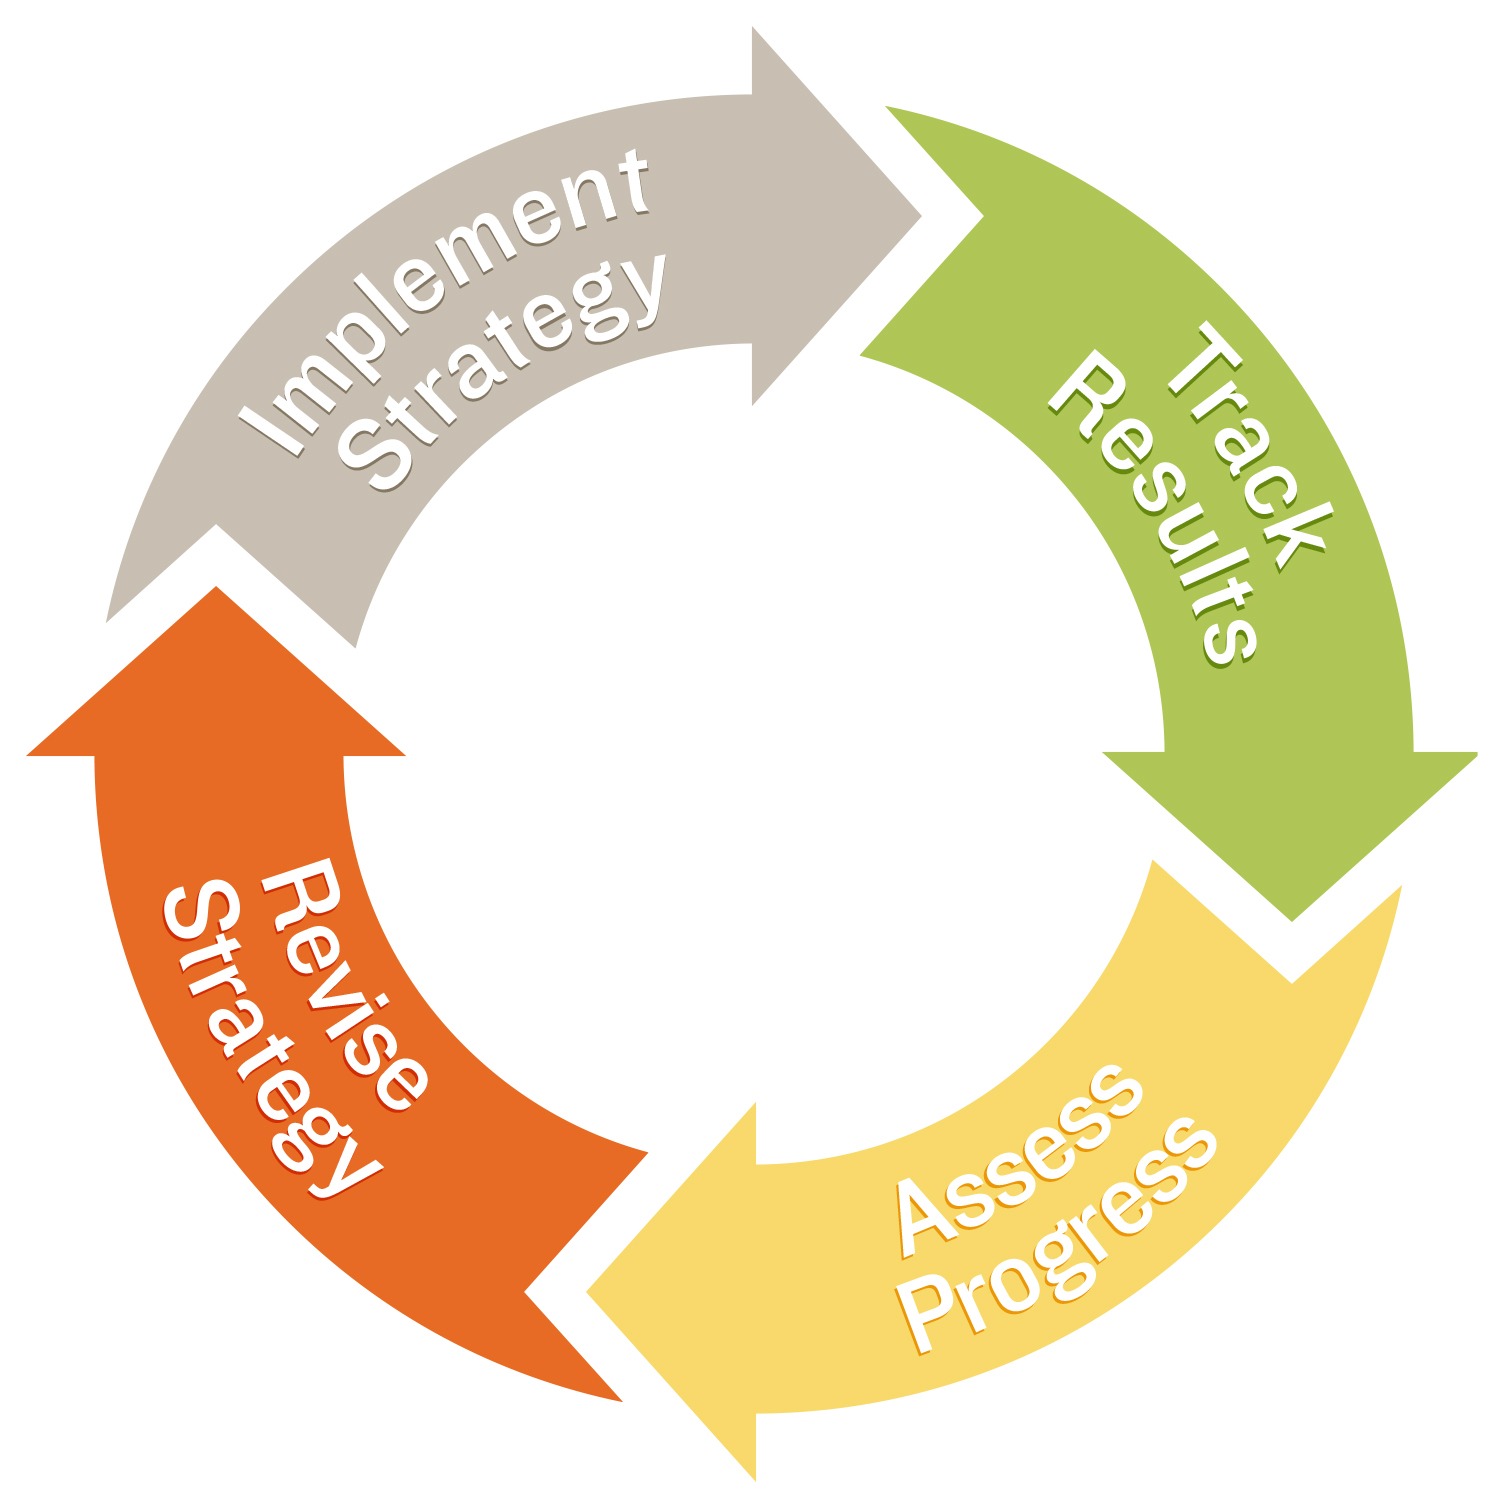 Implement
Strategy
Track
Results
Assess
Progress
Revise
Strategy